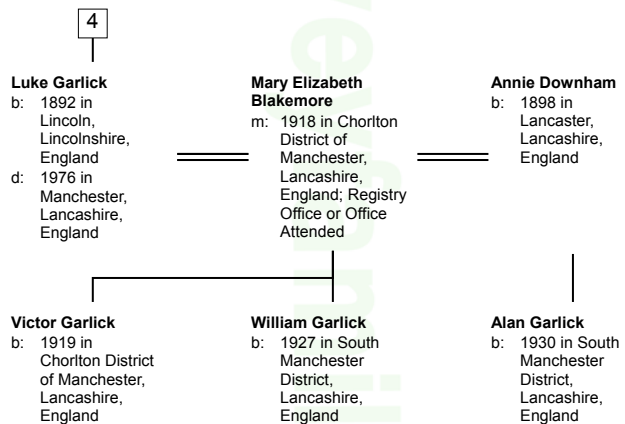 4
Luke Garlick
b: 1892 in
Lincoln,
Lincolnshire,
England
d: 1976 in
Manchester,
Lancashire,
England
Mary Elizabeth
Blakemore
m: 1918 in Chorlton
District of
Manchester,
Lancashire,
England; Registry
Office or Office
Attended
Annie Downham
b: 1898 in
Lancaster,
Lancashire,
England
Victor Garlick
b: 1919 in
Chorlton District
of Manchester,
Lancashire,
England
William Garlick
b: 1927 in South
Manchester
District,
Lancashire,
England
Alan Garlick
b: 1930 in South
Manchester
District,
Lancashire,
England